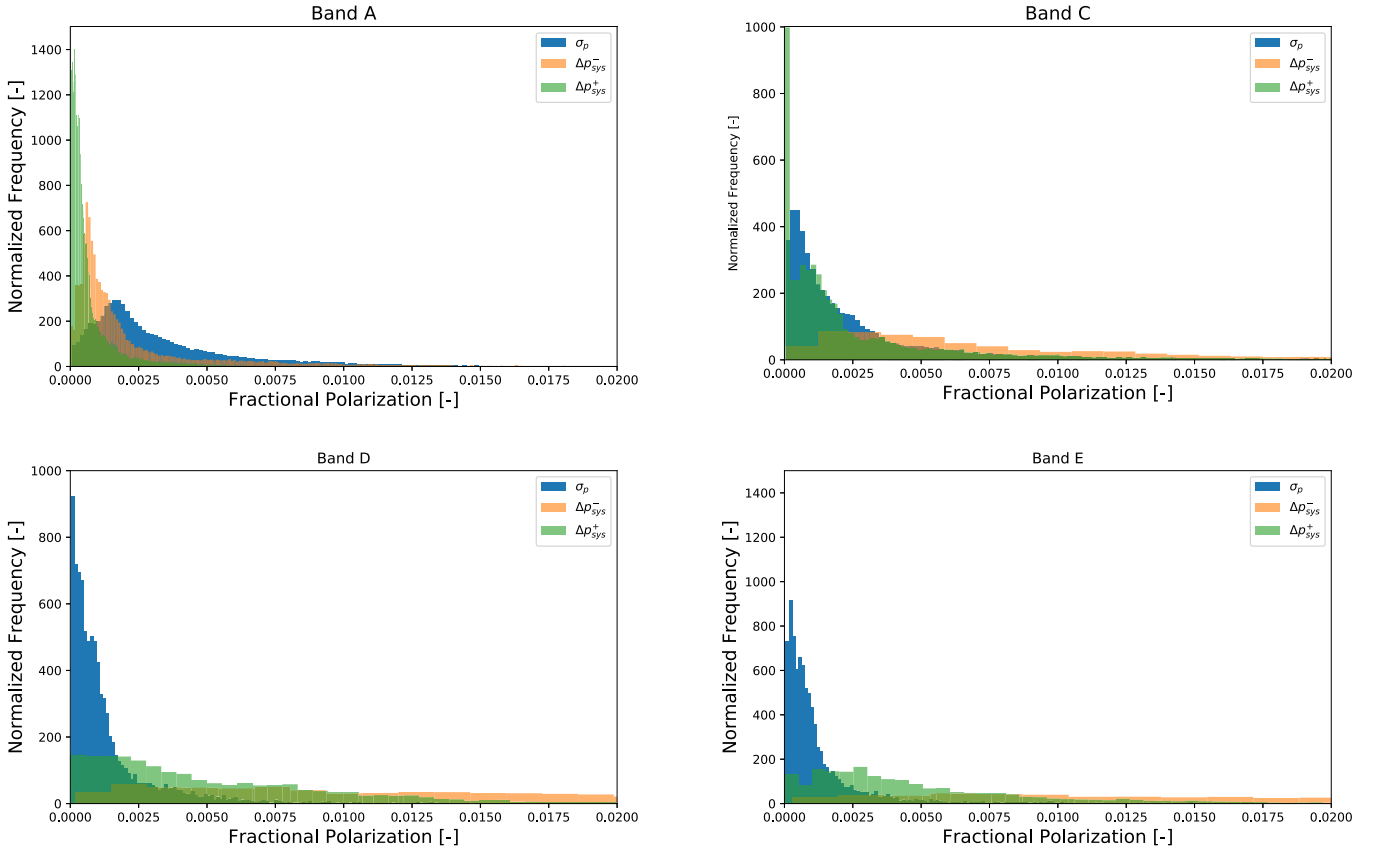 Band A
Normalized Frequency [-]
1400
1200
1000
800
600
400
200
0
0.0000 0.0025 0.0050 0.0075 0.0100 0.0125 0.0150 0.0175 0.0200
Fractional Polarization [-]
σp
Δp−sys
Δp+sys
Band C
Normalized Frequency [-]
1000
800
600
400
200
0
0.0000 0.0025 0.0050 0.0075 0.0100 0.0125 0.0150 0.0175 0.0200
Fractional Polarization [-]
σp
Δp−sys
Δp+sys
Band D
Normalized Frequency [-]
1000
800
600
400
200
0
0.0000 0.0025 0.0050 0.0075 0.0100 0.0125 0.0150 0.0175 0.0200
Fractional Polarization [-]
σp
Δp−sys
Δp+sys
Band E
Normalized Frequency [-]
1400
1200
1000
800
600
400
200
0
0.0000 0.0025 0.0050 0.0075 0.0100 0.0125 0.0150 0.0175 0.0200
Fractional Polarization [-]
σp
Δp−sys
Δp+sys